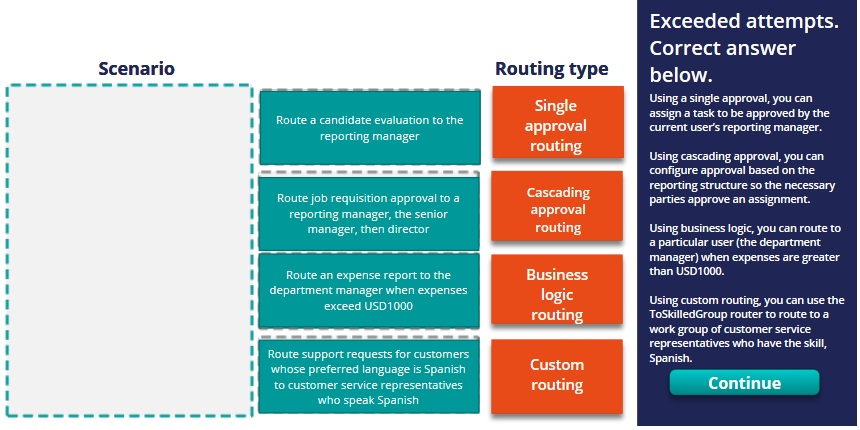 Scenario
Routing type
Route a candidate evaluation to the
reporting manager
Single
approval
routing
Route job requisition approval to a
reporting manager, the senior
manager, then director
Cascading
approval
routing
Route an expense report to the
department manager when expenses
exceed USD1000
Business
logic
routing
Route support requests for customers
whose preferred language is Spanish
to customer service representatives
who speak Spanish
Custom
routing
Exceeded attempts.
Correct answer
below.
Using a single approval, you can
assign a task to be approved by the
current user's reporting manager.
Using cascading approval, you can
configure approval based on the
reporting structure so the necessary
parties approve an assignment.
Using business logic, you can route to
a particular user (the department
manager) when expenses are greater
than USD1000.
Using custom routing, you can use the
ToSkilledGroup router to route to a
work group of customer service
representatives who have the skill,
Spanish.
Continue